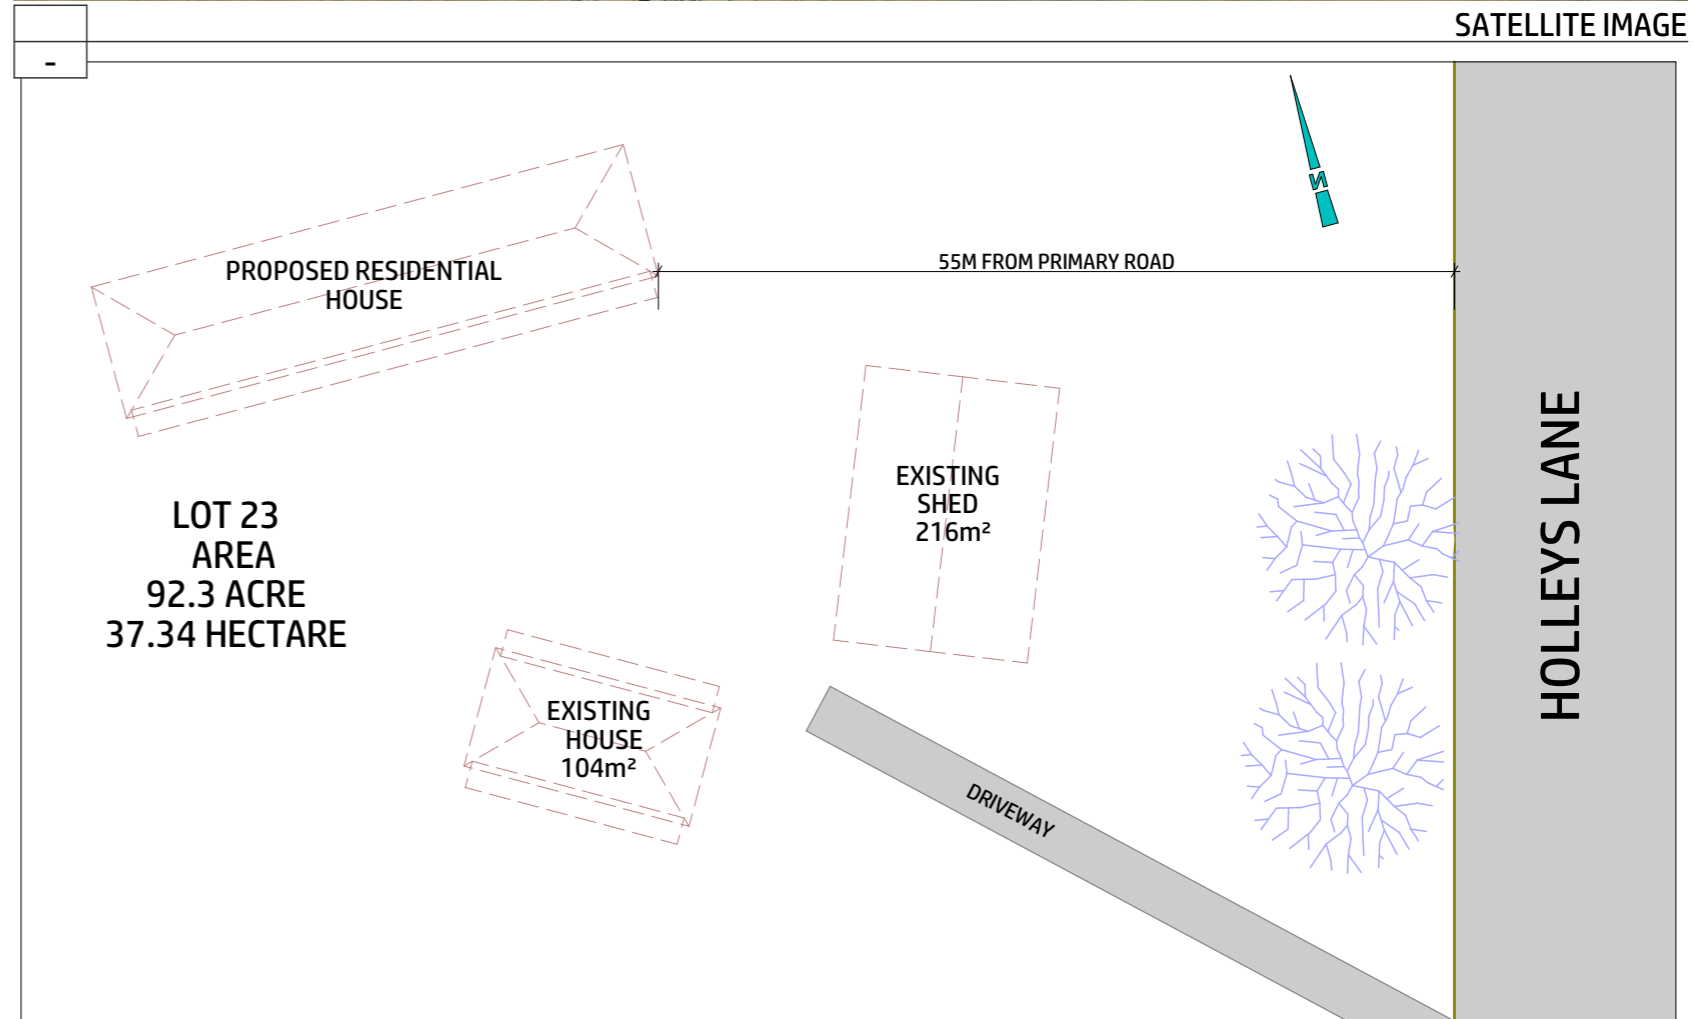 SATELLITE IMAGE
-
N
PROPOSED RESIDENTIAL
HOUSE
55M FROM PRIMARY ROAD
EXISTING
SHED
216m²
LOT 23
AREA
92.3 ACRE
37.34 HECTARE
EXISTING
HOUSE
104m²
DRIVEWAY
HOLLEYS LANE